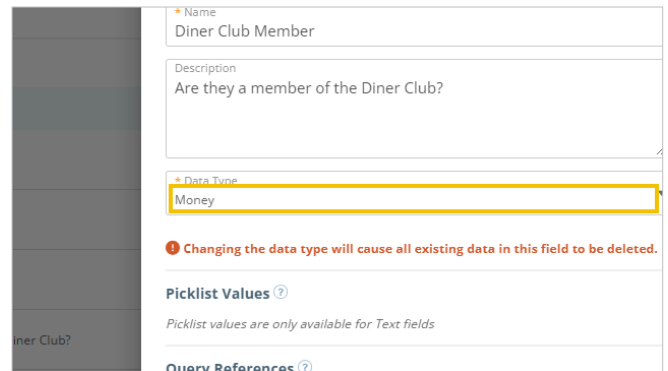 * Name
Diner Club Member
Description
Are they a member of the Diner Club?
* Data Type
Money
! Changing the data type will cause all existing data in this field to be deleted.
Picklist Values ?
Picklist values are only available for Text fields
iner Club?
Query References ?